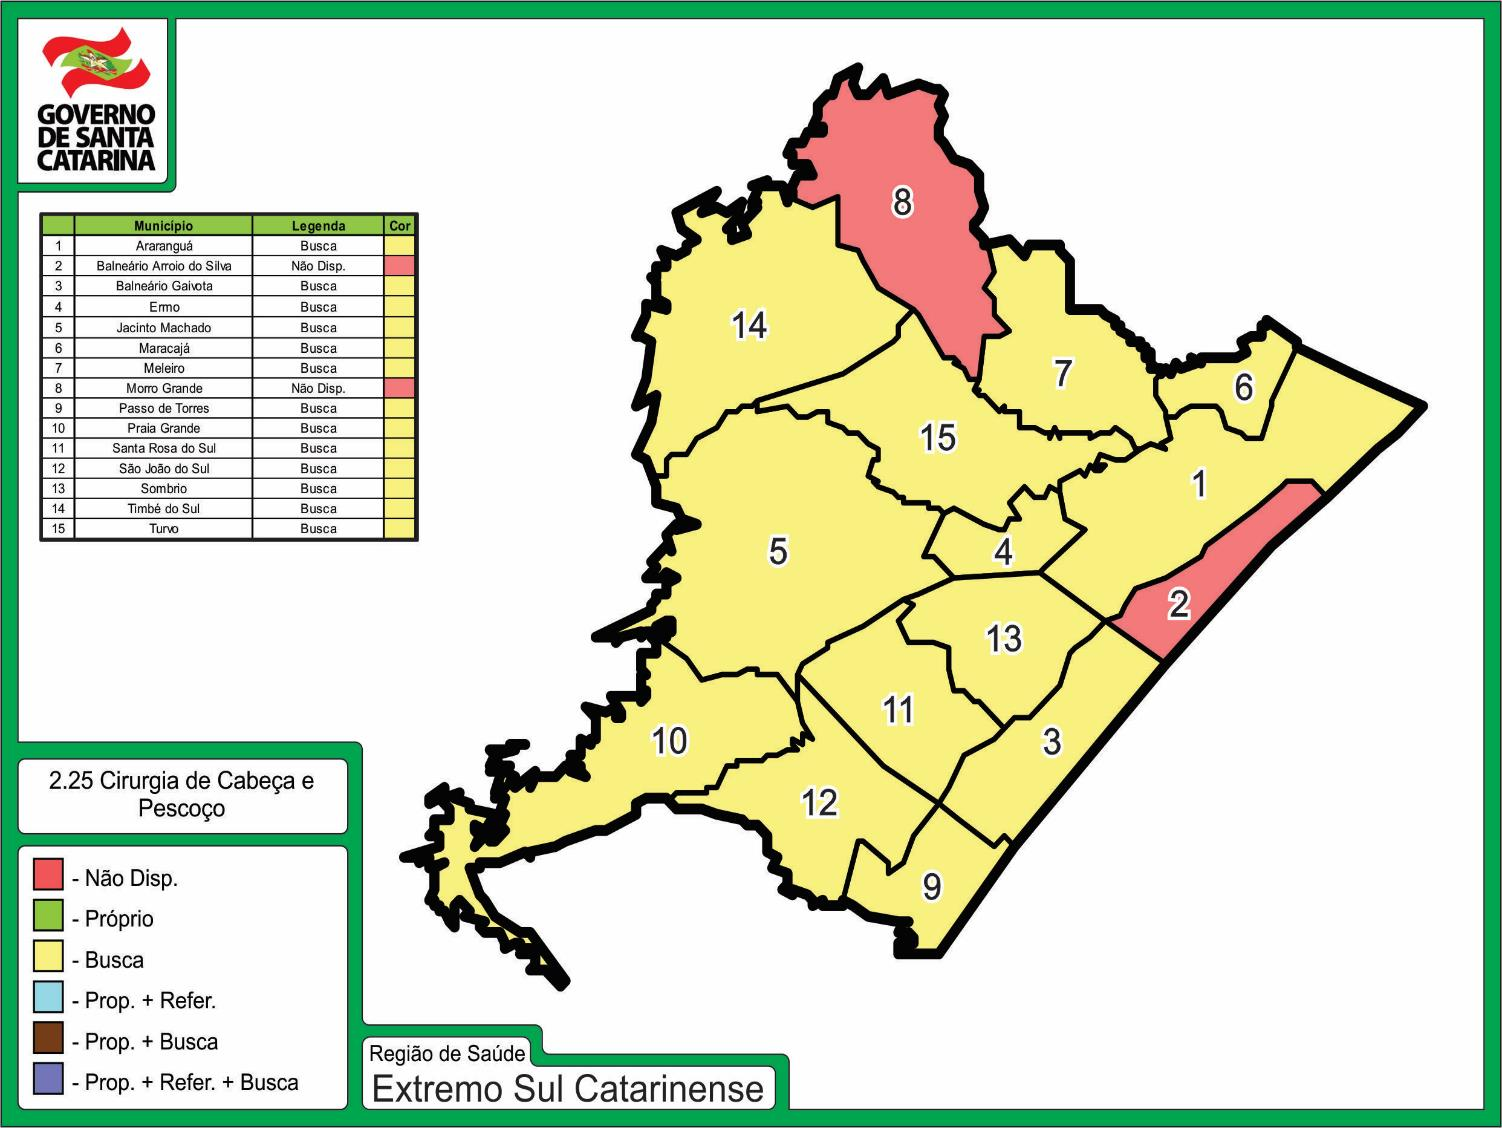 GOVERNO
DE SANTA
CATARINA
Município Legenda Cor
1 Araranguá Busca
2 Balneário Arroio do Silva Não Disp.
3 Balneário Gaivota Busca
4 Ermo Busca
5 Jacinto Machado Busca
6 Maracajá Busca
7 Meleiro Busca
8 Morro Grande Não Disp.
9 Passo de Torres Busca
10 Praia Grande Busca
11 Santa Rosa do Sul Busca
12 São João do Sul Busca
13 Sombrio Busca
14 Timbé do Sul Busca
15 Turvo Busca
8
14
7
6
15
1
5
4
2
13
11
10
3
12
9
2.25 Cirurgia de Cabeça e
Pescoço
- Não Disp.
- Próprio
- Busca
- Prop. + Refer.
- Prop. + Busca
- Prop. + Refer. + Busca
Região de Saúde
Extremo Sul Catarinense